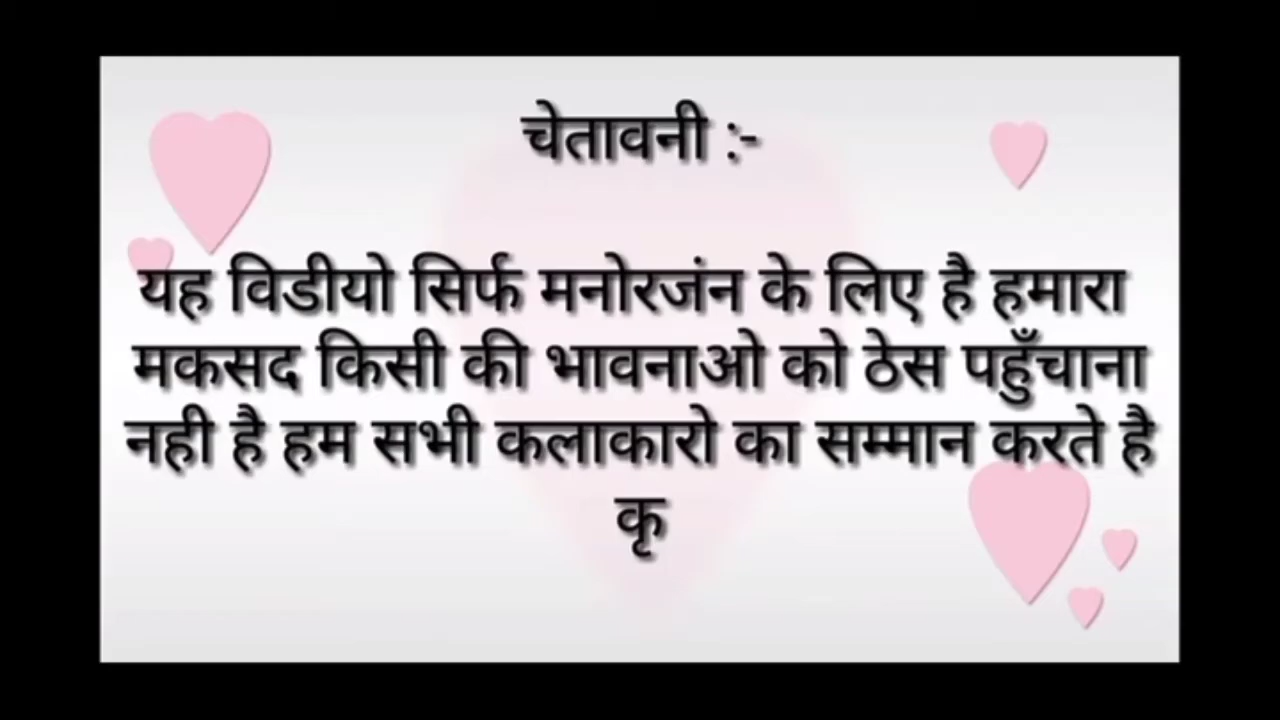 चेतावनी :-
यह विडीयो सिर्फ मनोरजंन के लिए है हमारा
मकसद किसी की भावनाओ को ठेस पहुँचाना
नही है हम सभी कलाकारो का सम्मान करते है
कृ